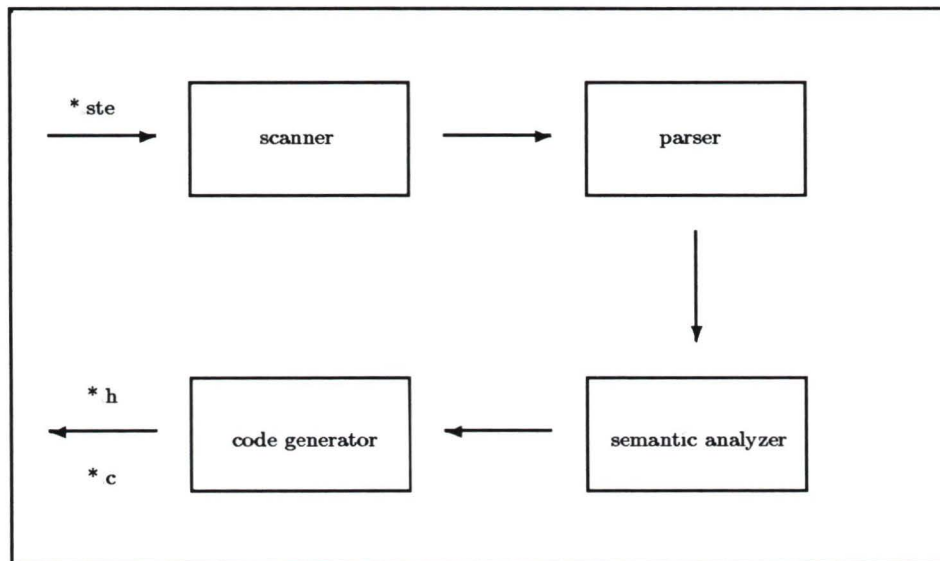 * ste
scanner
parser
* h
code generator
semantic analyzer
* c